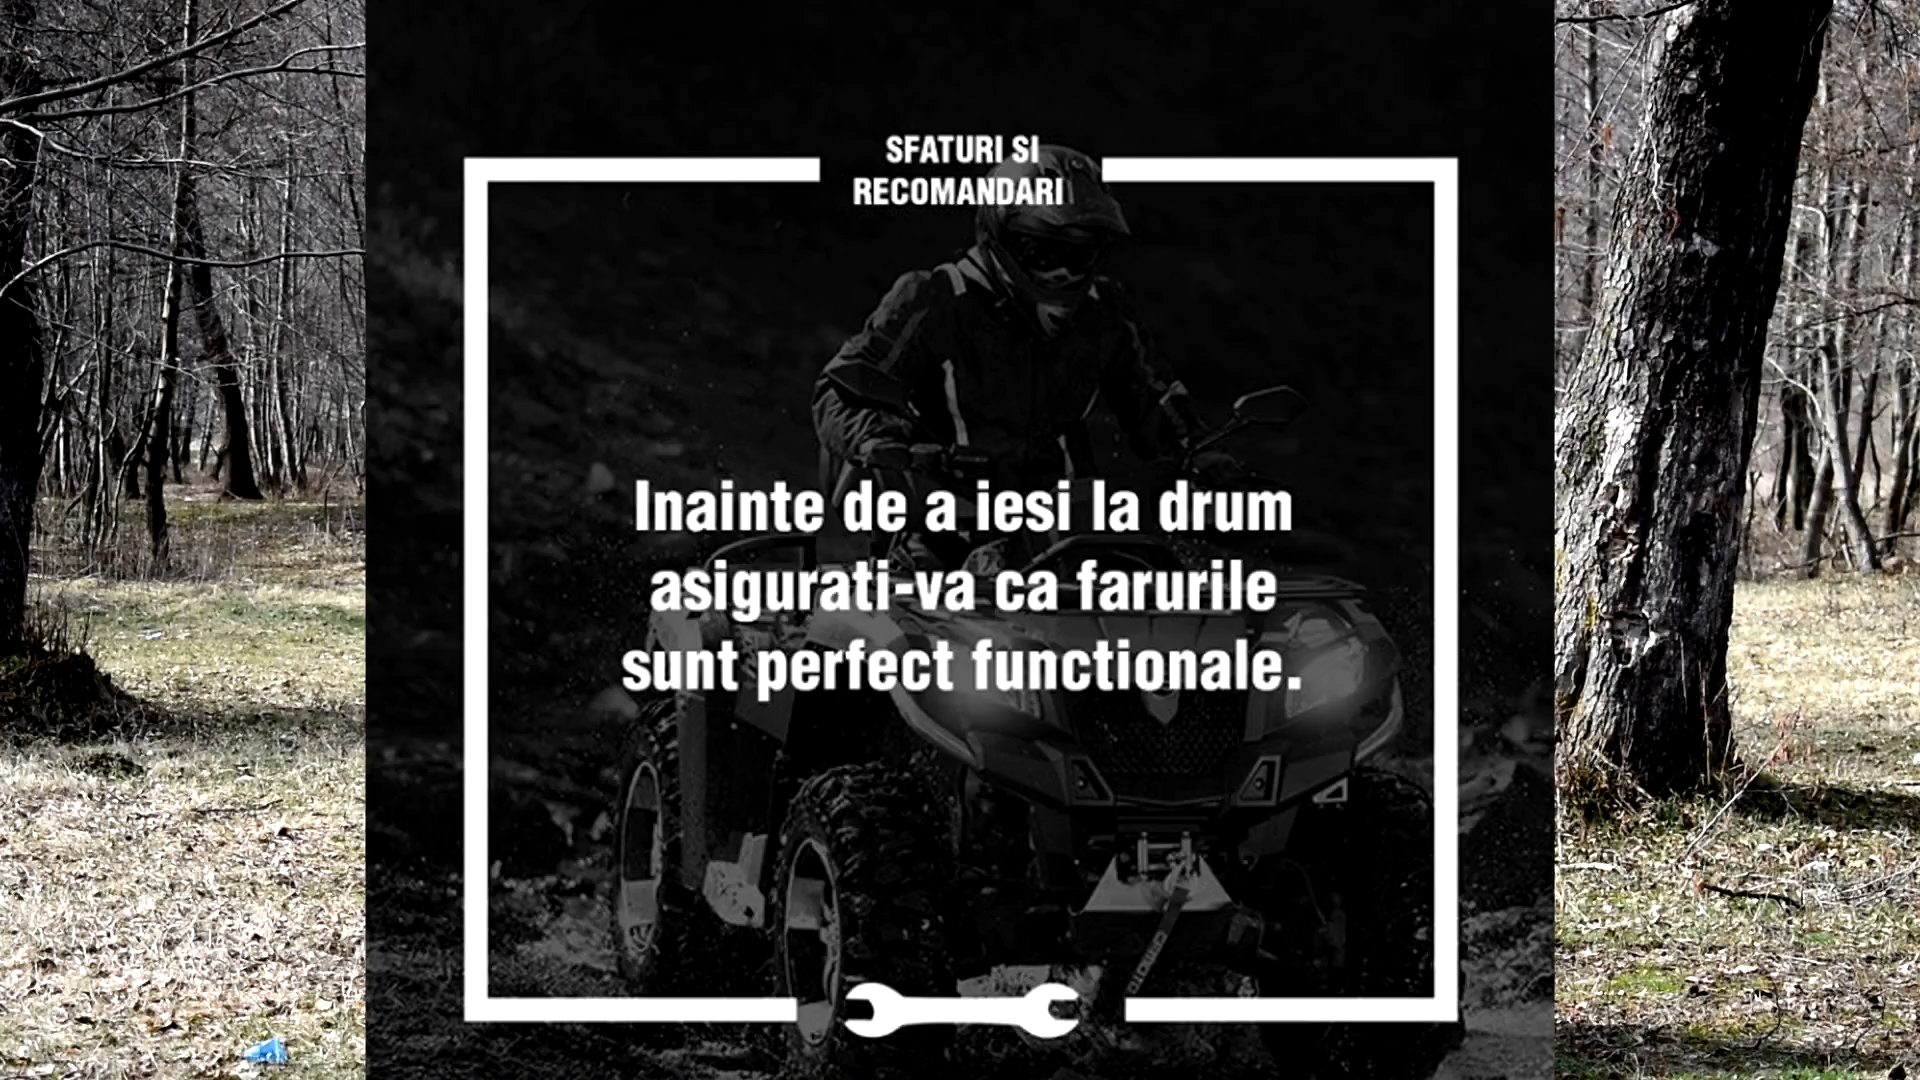 SFATURI SI
RECOMANDARI
Inainte de a iesi la drum
asigurati-va ca farurile
sunt perfect functionale.